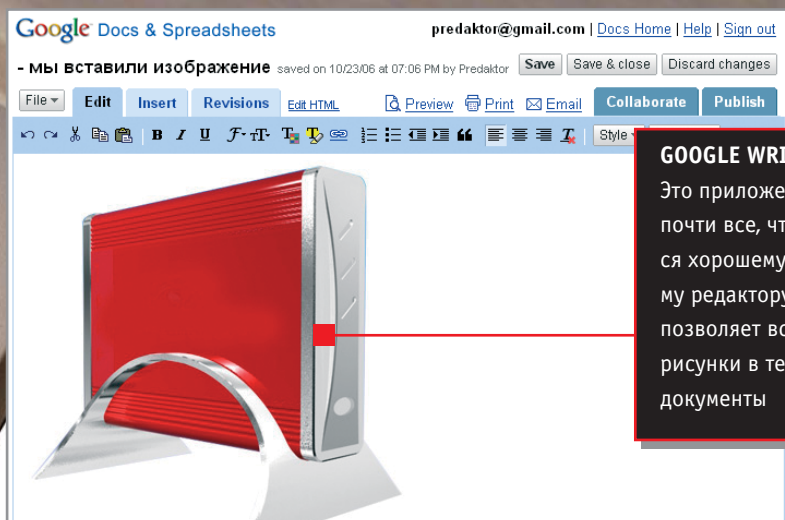 Google Docs & Spreadsheets
predaktor@gmail.com | Docs Home | Help | Sign out
- мы вставили изображение saved on 10/23/06 at 07:06 PM by Predaktor Save Save & close Discard changes
File Edit Insert Revisions Edit HTML Preview Print Email Collaborate Publish
B I U F T T Style
GOOGLE WRI
Это приложе
почти все, чт
ся хорошему
му редактору
позволяет вс
рисунки в те
документы